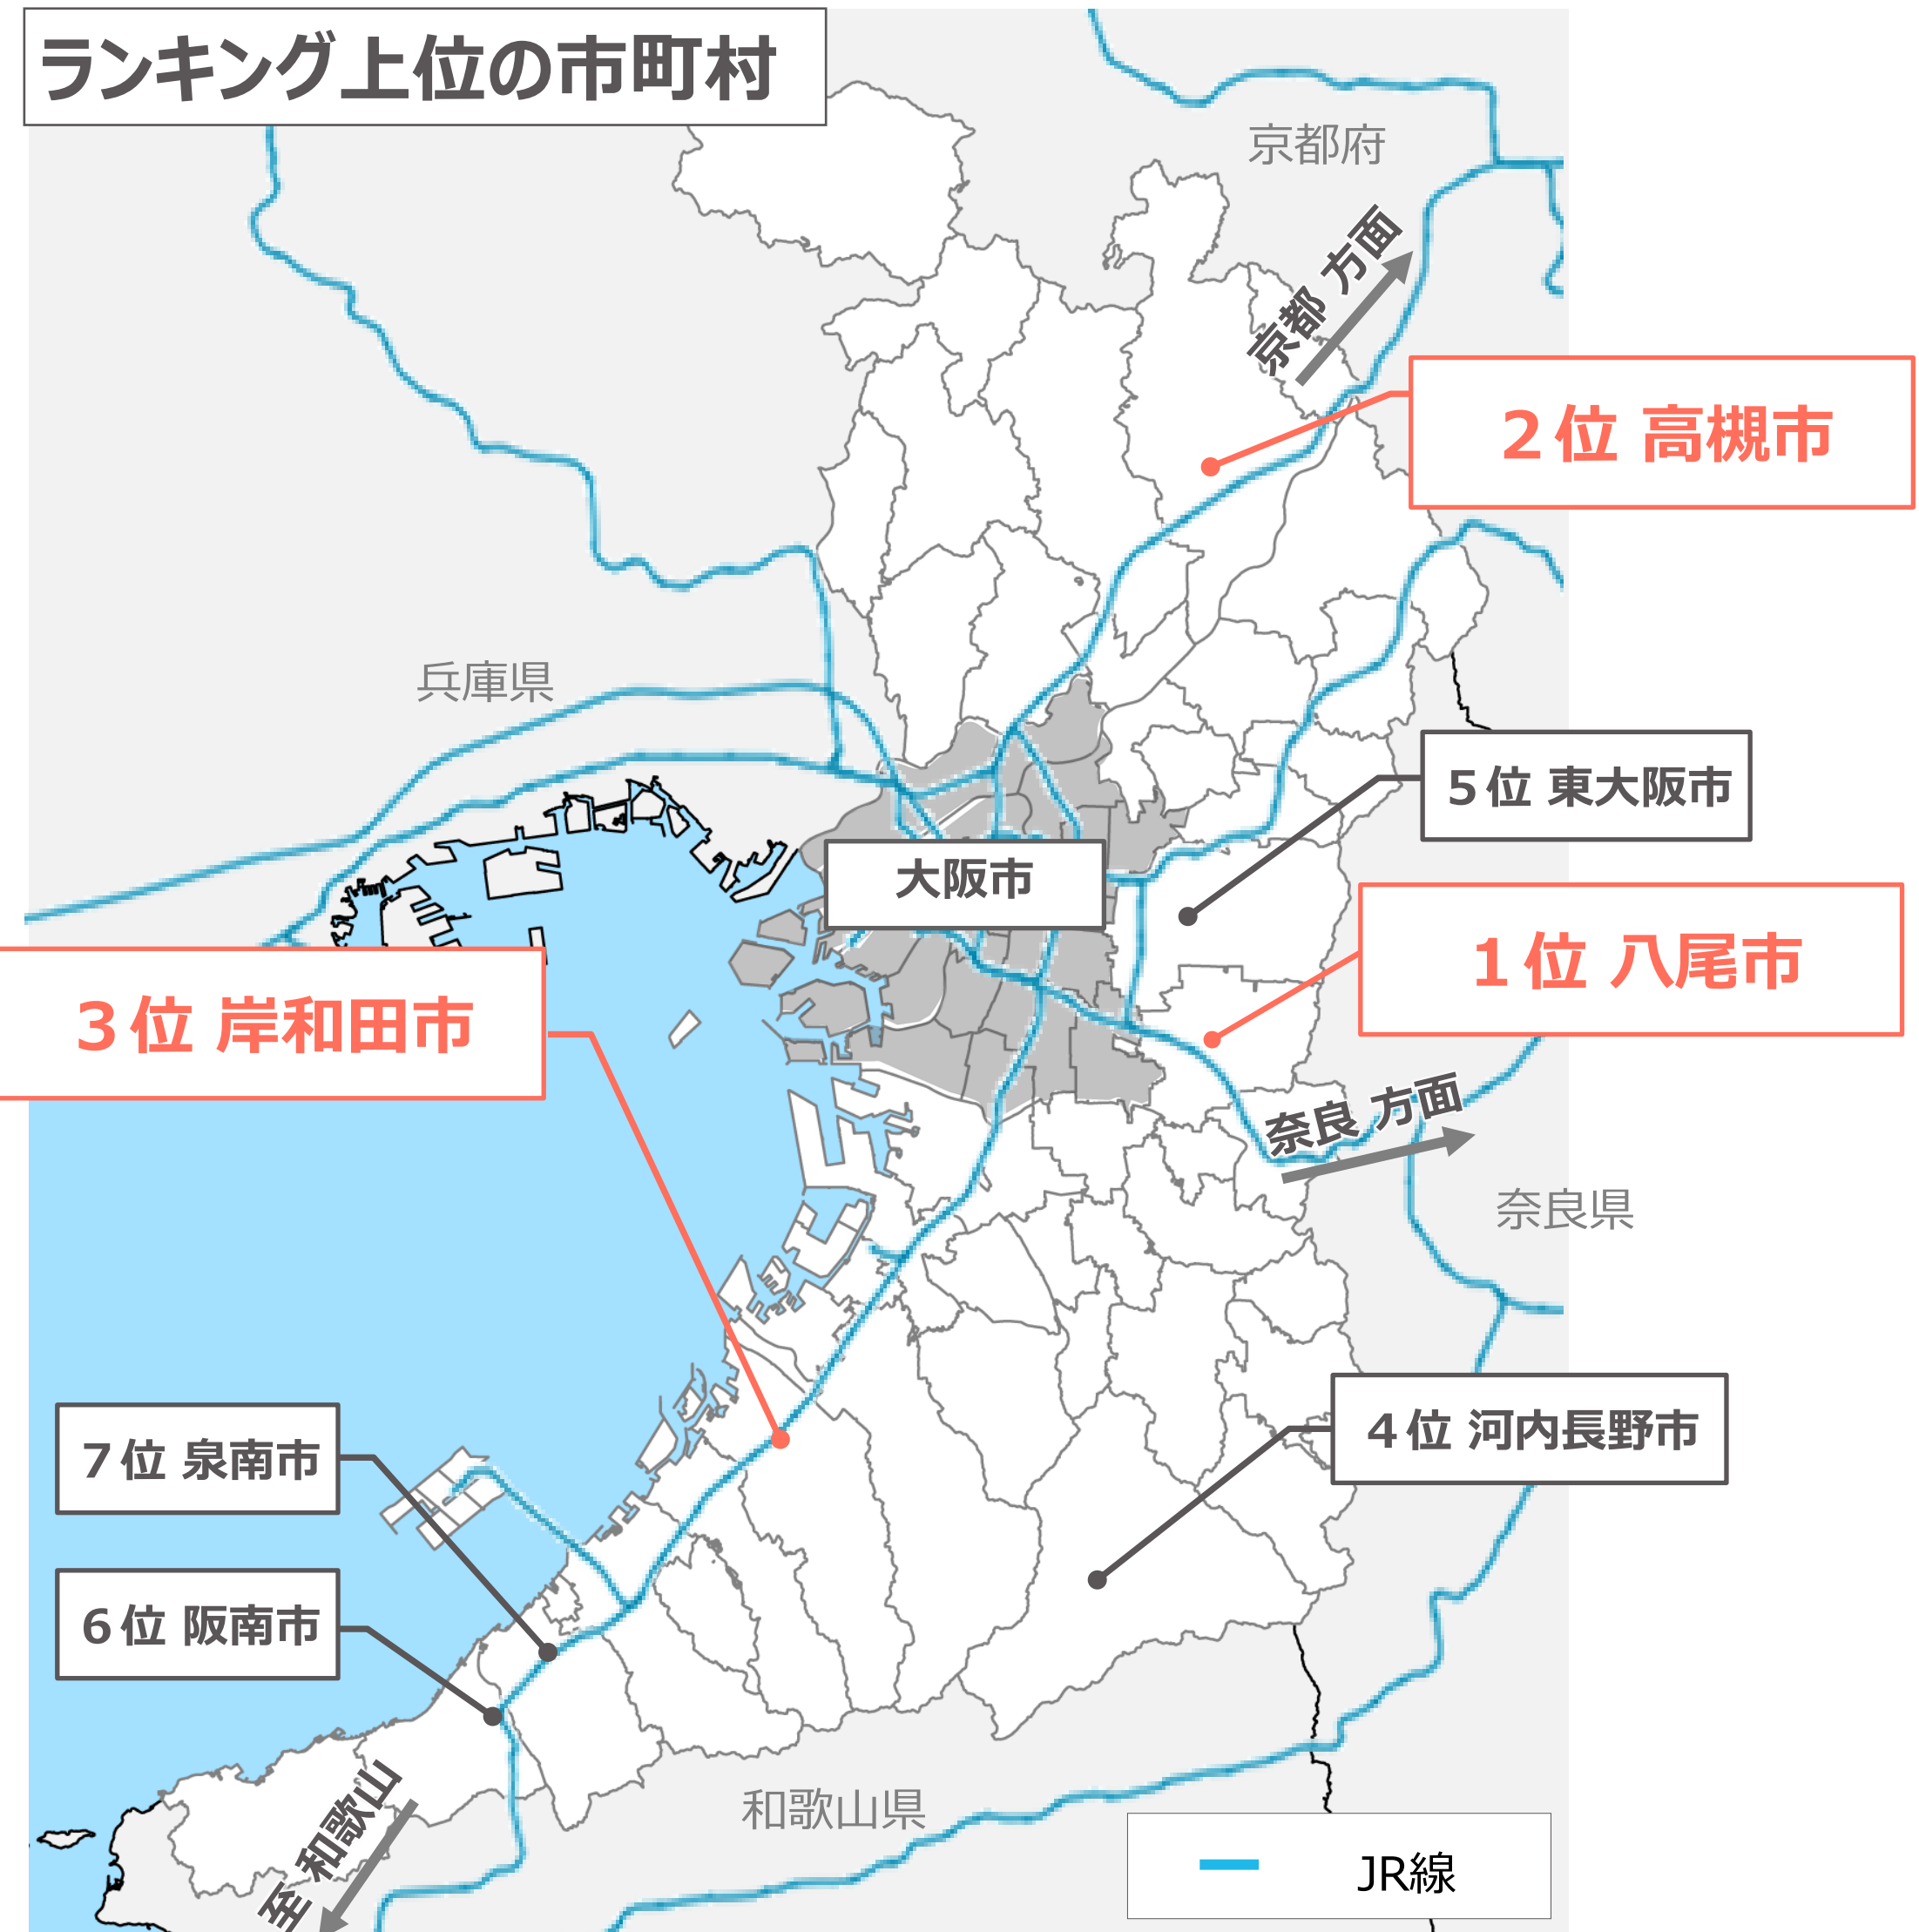 ランキング上位の市町村
京都府
京都 方面
２位 高槻市
兵庫県
５位 東大阪市
大阪市
１位 八尾市
３位 岸和田市
奈良 方面
奈良県
４位 河内長野市
７位 泉南市
６位 阪南市
至 和歌山
和歌山県
JR線